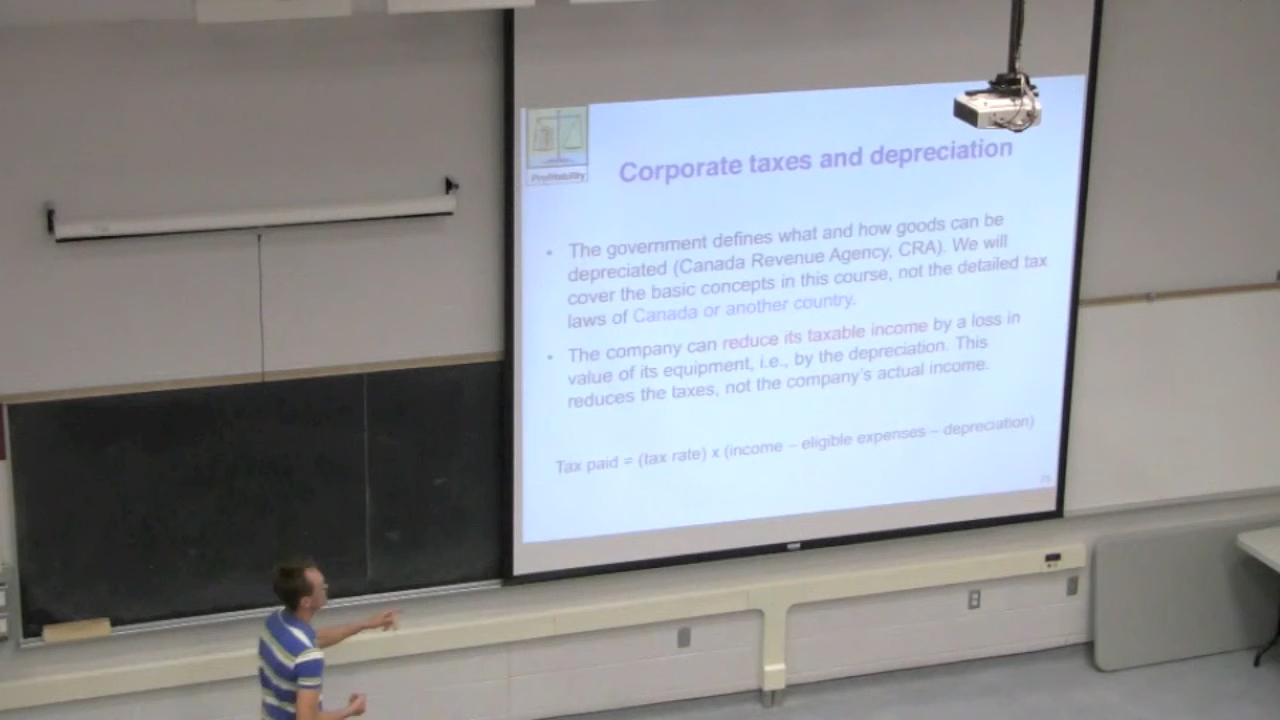 Profitability
Corporate taxes and depreciation
• The government defines what and how goods can be
depreciated (Canada Revenue Agency, CRA). We will
cover the basic concepts in this course, not the detailed tax
laws of Canada or another country.
• The company can reduce its taxable income by a loss in
value of its equipment, i.e., by the depreciation. This
reduces the taxes, not the company's actual income.
Tax paid = (tax rate) x (income – eligible expenses – depreciation)